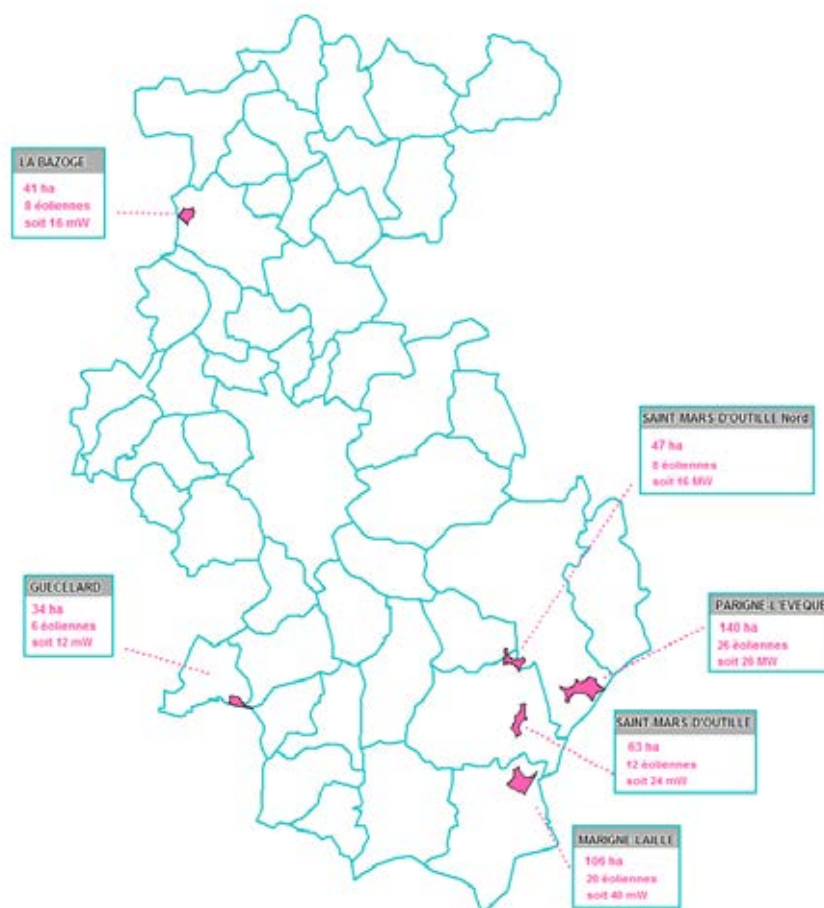 LA BAZOGE
41 ha
8 éoliennes
soit 16 mW
SAINT-MARS-D'OUTILLE Nord
47 ha
8 éoliennes
soit 16 MW
GUECELARD
34 ha
6 éoliennes
soit 12 mW
PARIGNE-L'EVEQUE
140 ha
26 éoliennes
soit 26 MW
SAINT-MARS-D'OUTILLE
63 ha
12 éoliennes
soit 24 mW
MARIGNE-LAILLE
106 ha
20 éoliennes
soit 40 mW